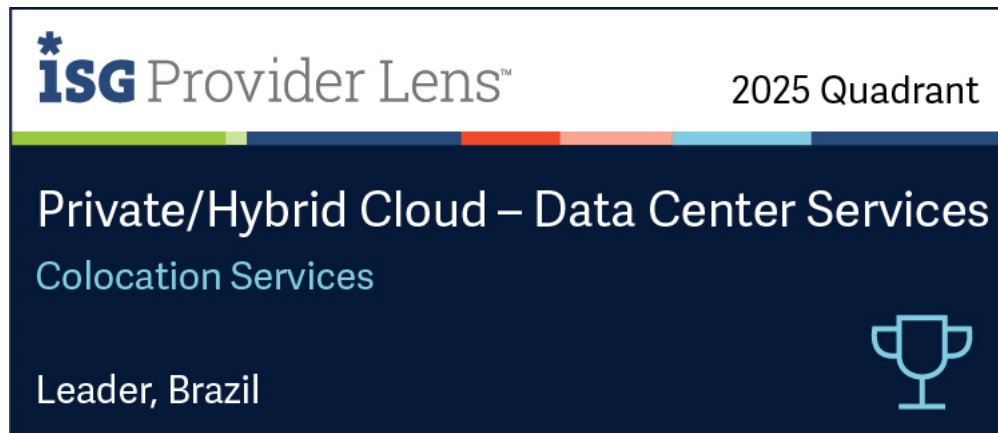 isg Provider Lens™
2025 Quadrant
Private/Hybrid Cloud – Data Center Services
Colocation Services
Leader, Brazil